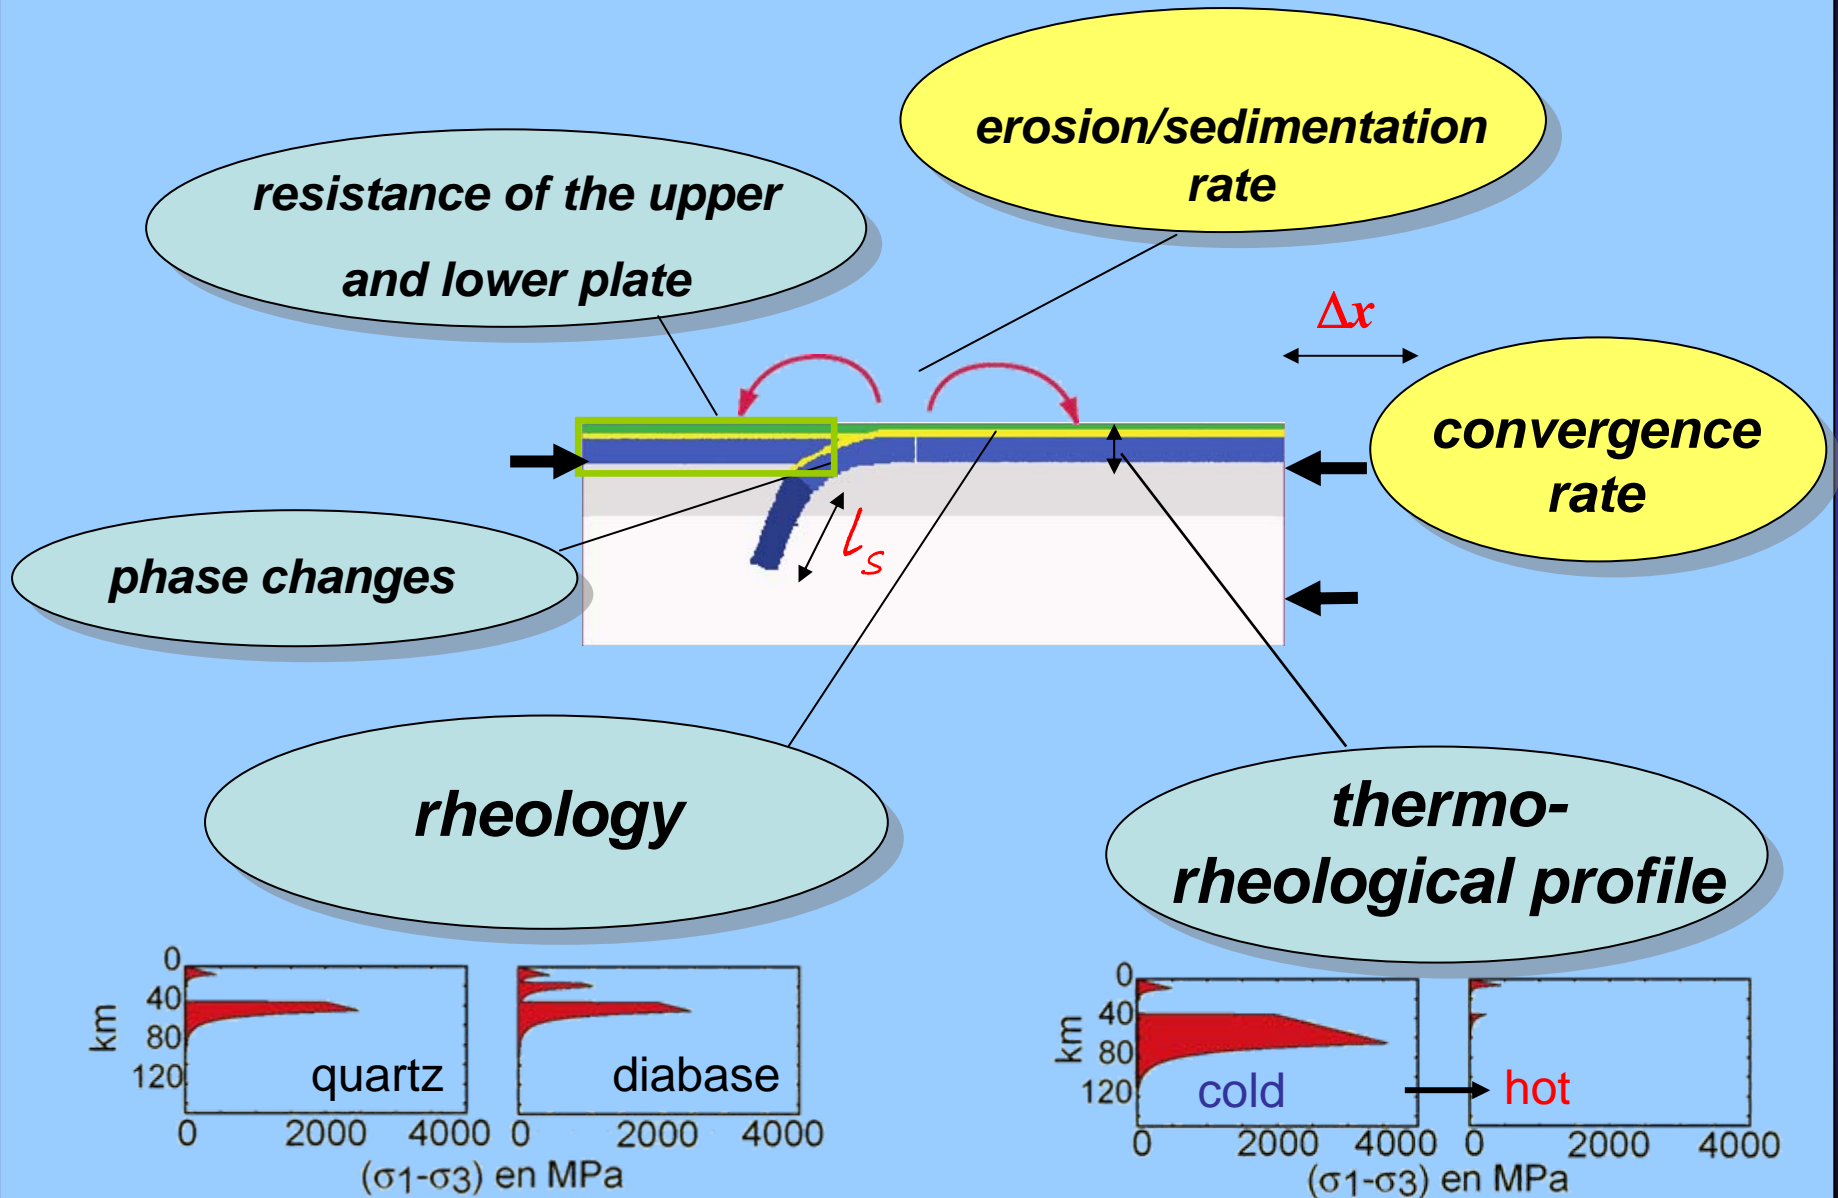 erosion/sedimentation
rate
resistance of the upper
and lower plate
Δx
convergence
rate
phase changes
ls
rheology
thermo-
rheological profile
0
40
80
120
km
quartz
0
2000
4000
diabase
0
2000
4000
(σ1-σ3) en MPa
0
40
80
120
km
cold
0
2000
4000
hot
0
2000
4000
(σ1-σ3) en MPa